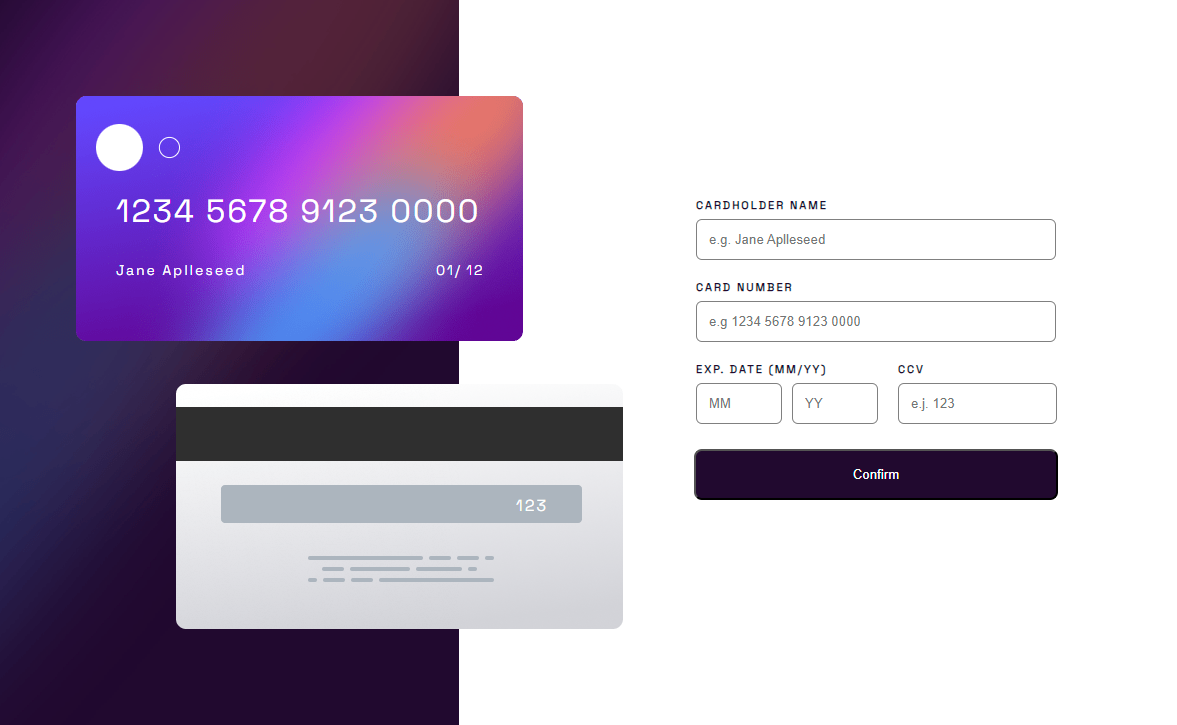 1234 5678 9123 0000
Jane Aplleseed 01/ 12
123
CARDHOLDER NAME
e.g. Jane Aplleseed
CARD NUMBER
e.g 1234 5678 9123 0000
EXP. DATE (MM/YY) CCV
MM YY e.j. 123
Confirm